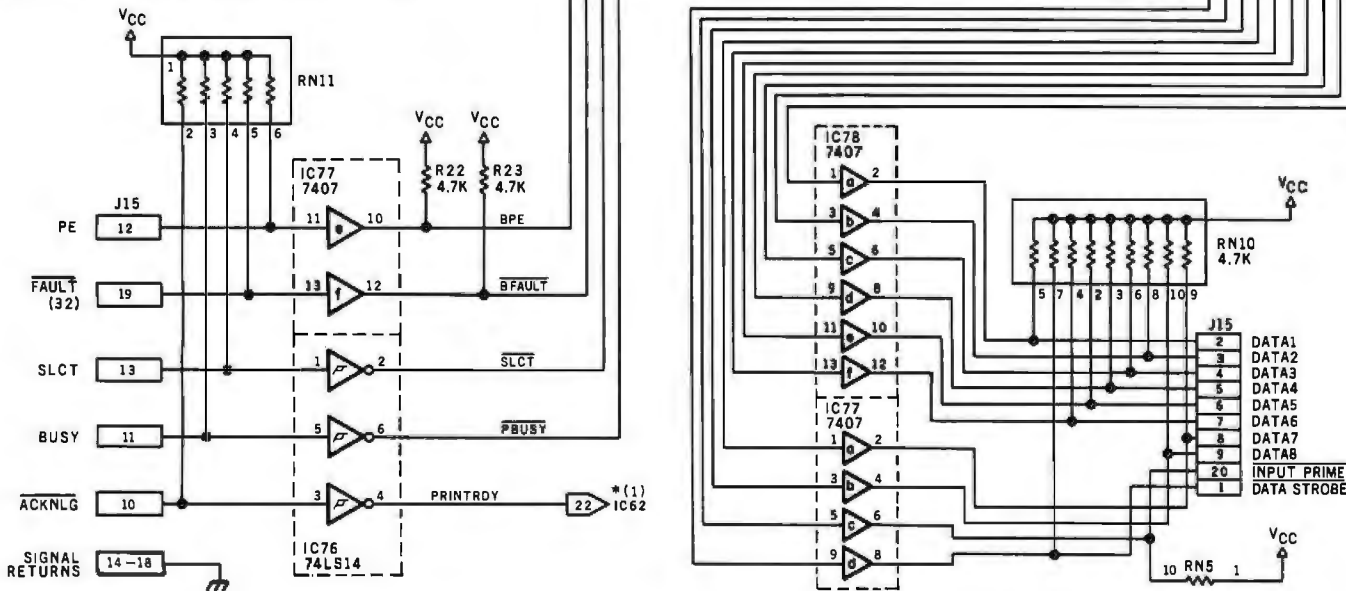 VCC
1
RN11
2 3 4 5 6
VCC VCC
R22
4.7K
R23
4.7K
IC77
7407
J15
PE 12
11 e 10
BPE
FAULT
(32)
19
13 f 12
BFAULT
SLCT 13
1 2
SLCT
BUSY 11
5 6
PBUSY
ACKNLG 10
3 4
PRINTRDY
22
*(1)
IC62
IC76
74LS14
SIGNAL
RETURNS
14-18
IC78
7407
1 a 2
3 b 4
5 c 6
9 d 8
11 e 10
13 f 12
IC77
7407
1 a 2
3 b 4
5 c 6
9 d 8
VCC
RN10
4.7K
5 7 4 2 3 6 8 10 9
J15
2 DATA1
3 DATA2
4 DATA3
5 DATA4
6 DATA5
7 DATA6
8 DATA7
9 DATA8
20 INPUT PRIME
1 DATA STROBE
VCC
10 RN5 1